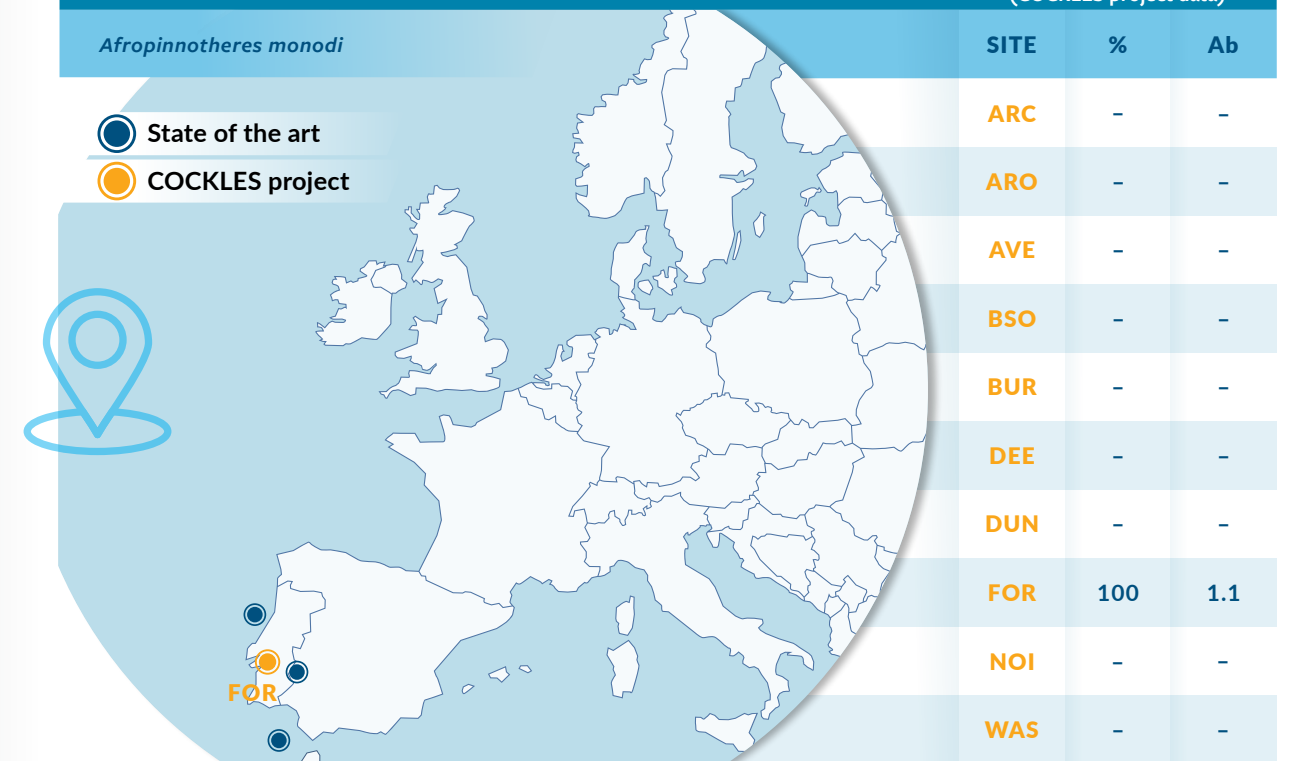 Afropinnotheres monodi
SITE % Ab
State of the art
COCKLES project
ARC – –
ARO – –
AVE – –
BSO – –
BUR – –
DEE – –
DUN – –
FOR 100 1.1
NOI – –
WAS – –
FOR